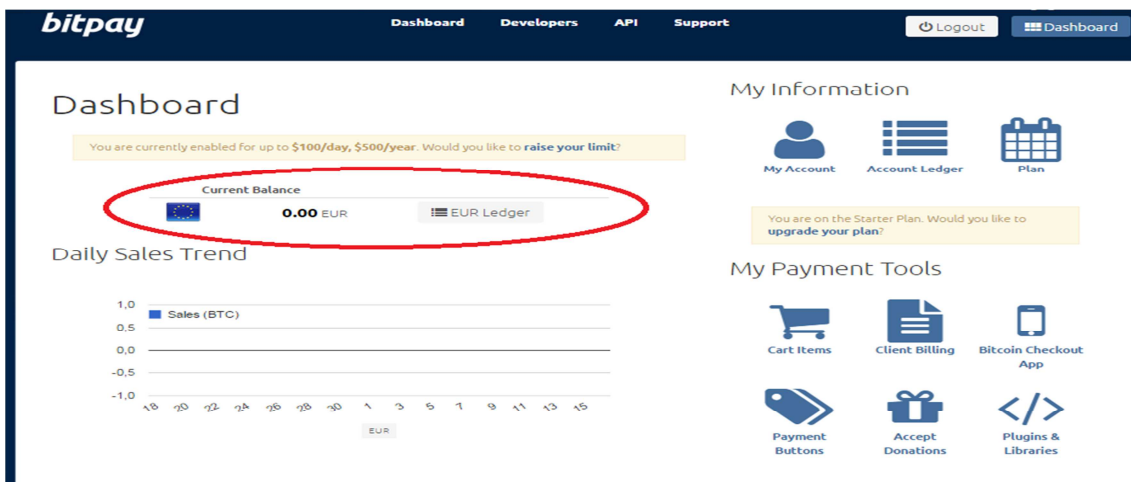 bitpay
Dashboard Developers API Support
Logout Dashboard
Dashboard
You are currently enabled for up to $100/day, $500/year. Would you like to raise your limit?
Current Balance
0.00 EUR EUR Ledger
Daily Sales Trend
1,0
Sales (BTC)
0,5
0,0
-0,5
-1,0
18 20 22 24 26 28 30 1 3 5 7 9 11 13 15
EUR
My Information
My Account Account Ledger Plan
You are on the Starter Plan. Would you like to
upgrade your plan?
My Payment Tools
Cart Items Client Billing Bitcoin Checkout
App
Payment Accept Plugins &
Buttons Donations Libraries